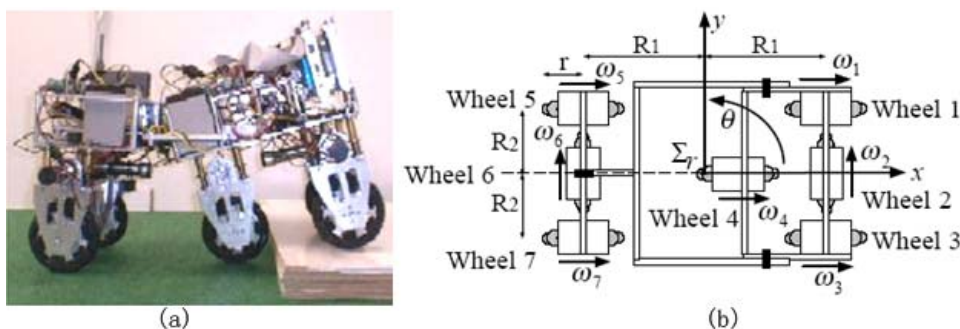 y
R1 R1
r
ω5 ω1
Wheel 5 Wheel 1
θ
ω6
R2
Σr
ω2
Wheel 6 x
R2
Wheel 4 ω4
Wheel 2
Wheel 7 Wheel 3
ω7 ω3
(a) (b)